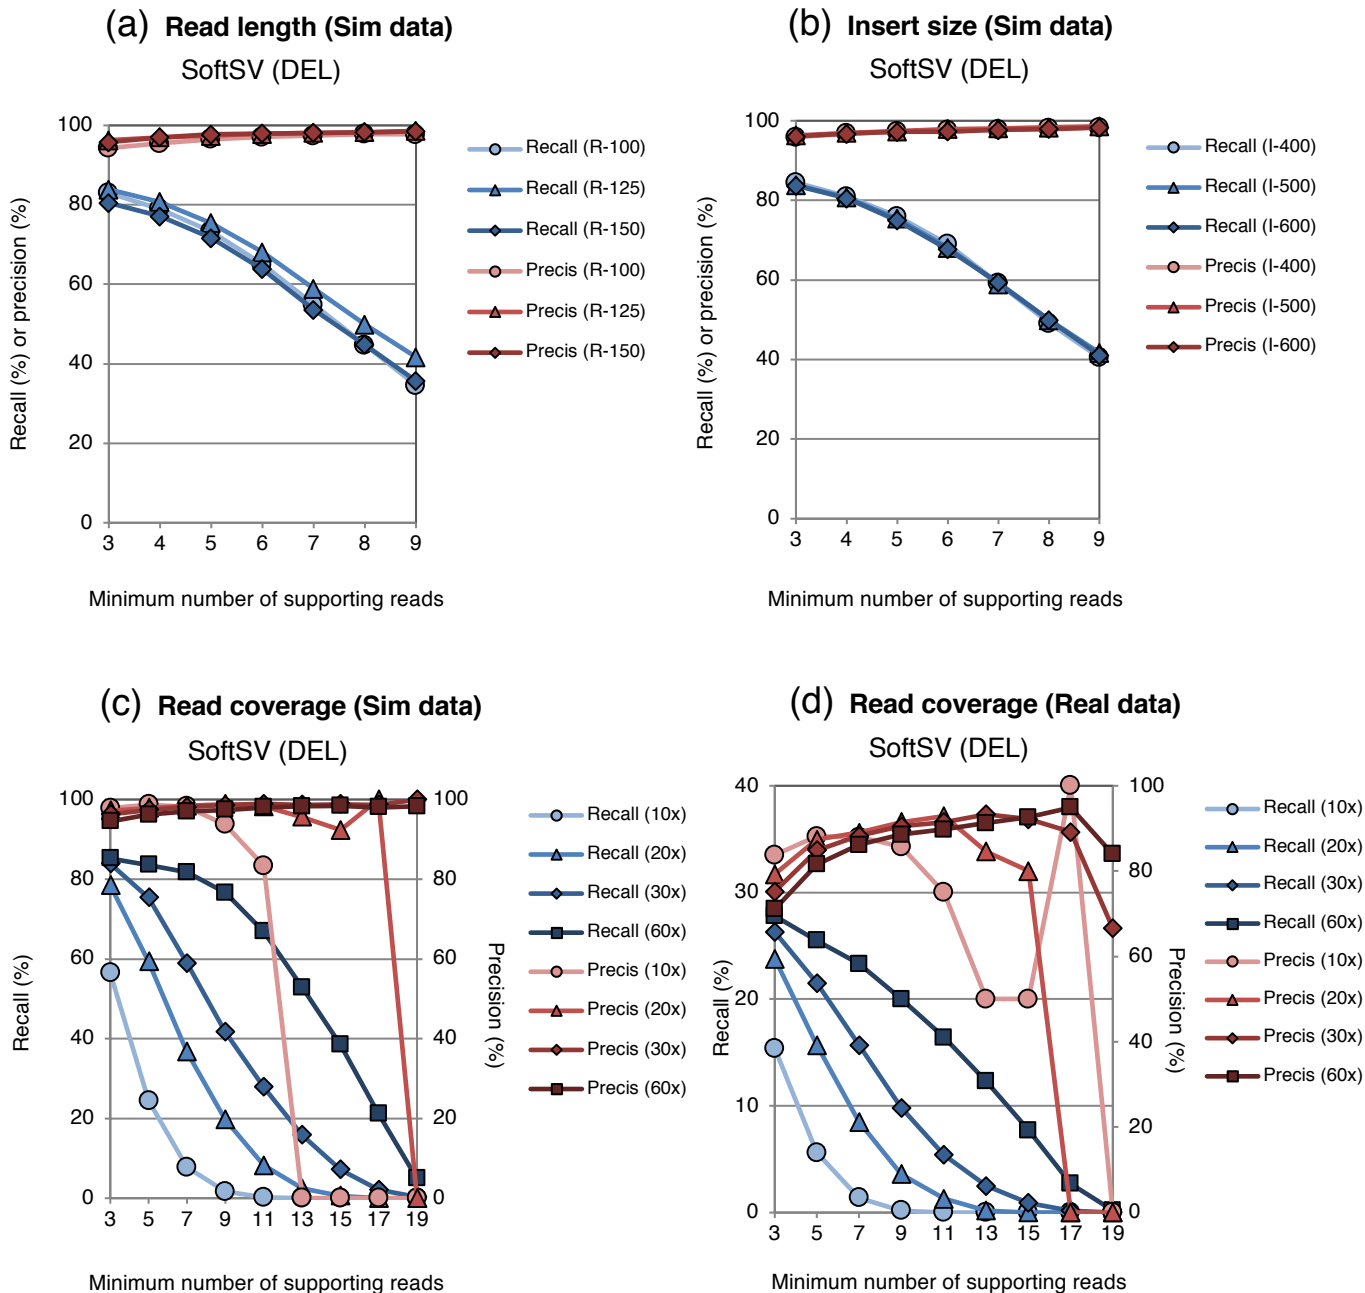 (a) Read length (Sim data)
SoftSV (DEL)
100
80
60
40
20
0
3 4 5 6 7 8 9
Recall (%) or precision (%)
Minimum number of supporting reads
Recall (R-100)
Recall (R-125)
Recall (R-150)
Precis (R-100)
Precis (R-125)
Precis (R-150)
(b) Insert size (Sim data)
SoftSV (DEL)
100
80
60
40
20
0
3 4 5 6 7 8 9
Recall (%) or precision (%)
Minimum number of supporting reads
Recall (I-400)
Recall (I-500)
Recall (I-600)
Precis (I-400)
Precis (I-500)
Precis (I-600)
(c) Read coverage (Sim data)
SoftSV (DEL)
100
80
60
40
20
0
3 5 7 9 11 13 15 17 19
100
80
60
40
20
0
Recall (%)
Precision (%)
Minimum number of supporting reads
Recall (10x)
Recall (20x)
Recall (30x)
Recall (60x)
Precis (10x)
Precis (20x)
Precis (30x)
Precis (60x)
(d) Read coverage (Real data)
SoftSV (DEL)
40
30
20
10
0
3 5 7 9 11 13 15 17 19
100
80
60
40
20
0
Recall (%)
Precision (%)
Minimum number of supporting reads
Recall (10x)
Recall (20x)
Recall (30x)
Recall (60x)
Precis (10x)
Precis (20x)
Precis (30x)
Precis (60x)